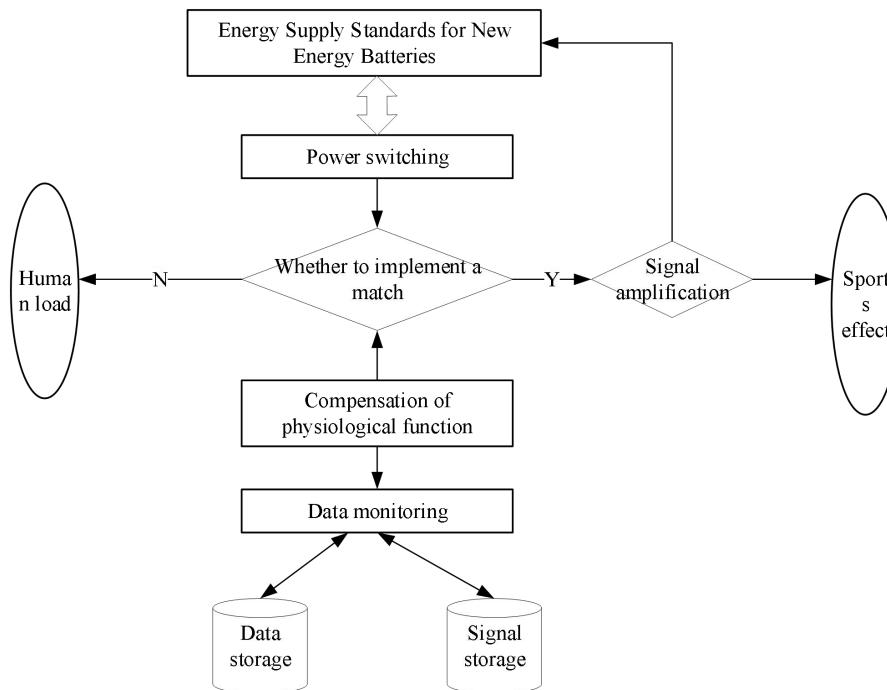 Energy Supply Standards for New
Energy Batteries
Power switching
Huma
n load
N
Whether to implement a
match
Y
Signal
amplification
Sport
s
effect
Compensation of
physiological function
Data monitoring
Data
storage
Signal
storage